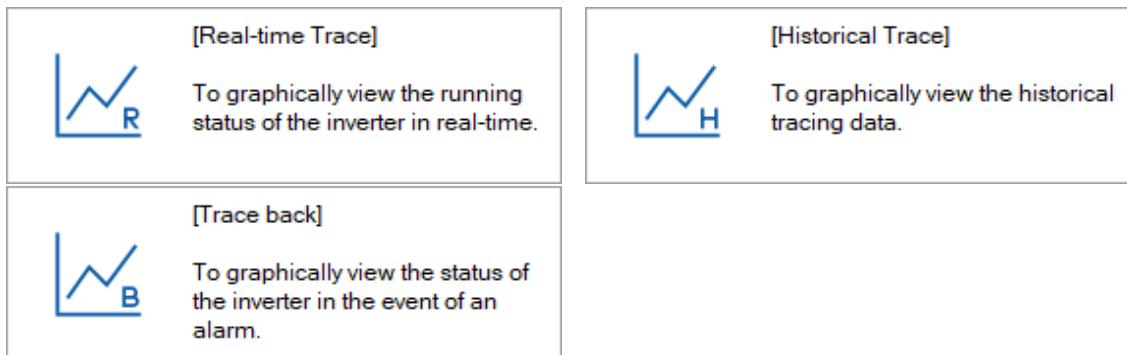 [Real-time Trace]
R
To graphically view the running
status of the inverter in real-time.
[Historical Trace]
H
To graphically view the historical
tracing data.
[Trace back]
B
To graphically view the status of
the inverter in the event of an
alarm.